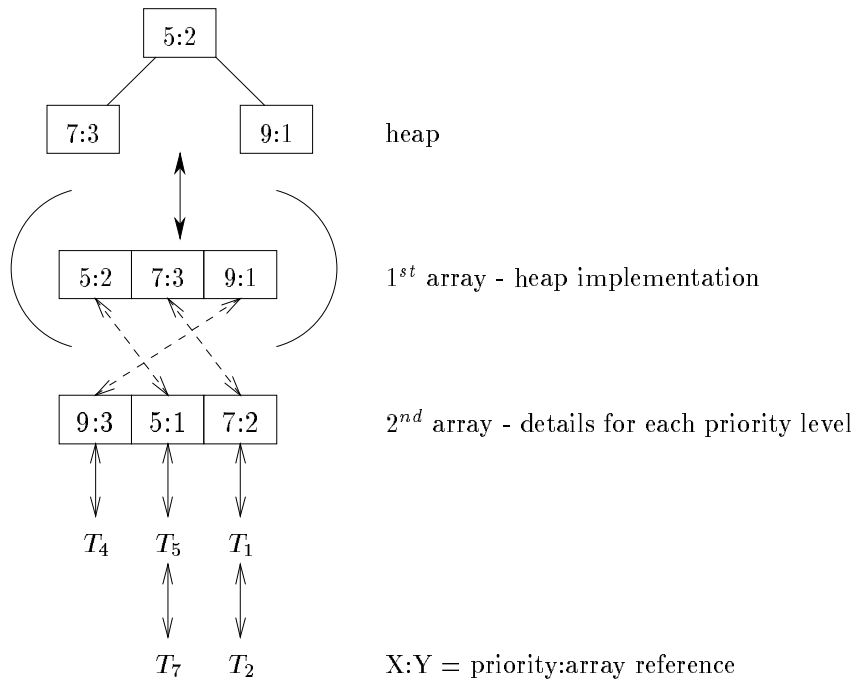 5:2
7:3 9:1 heap
5:2 7:3 9:1 1st array - heap implementation
9:3 5:1 7:2 2nd array - details for each priority level
T4 T5 T1
T7 T2 X:Y = priority:array reference